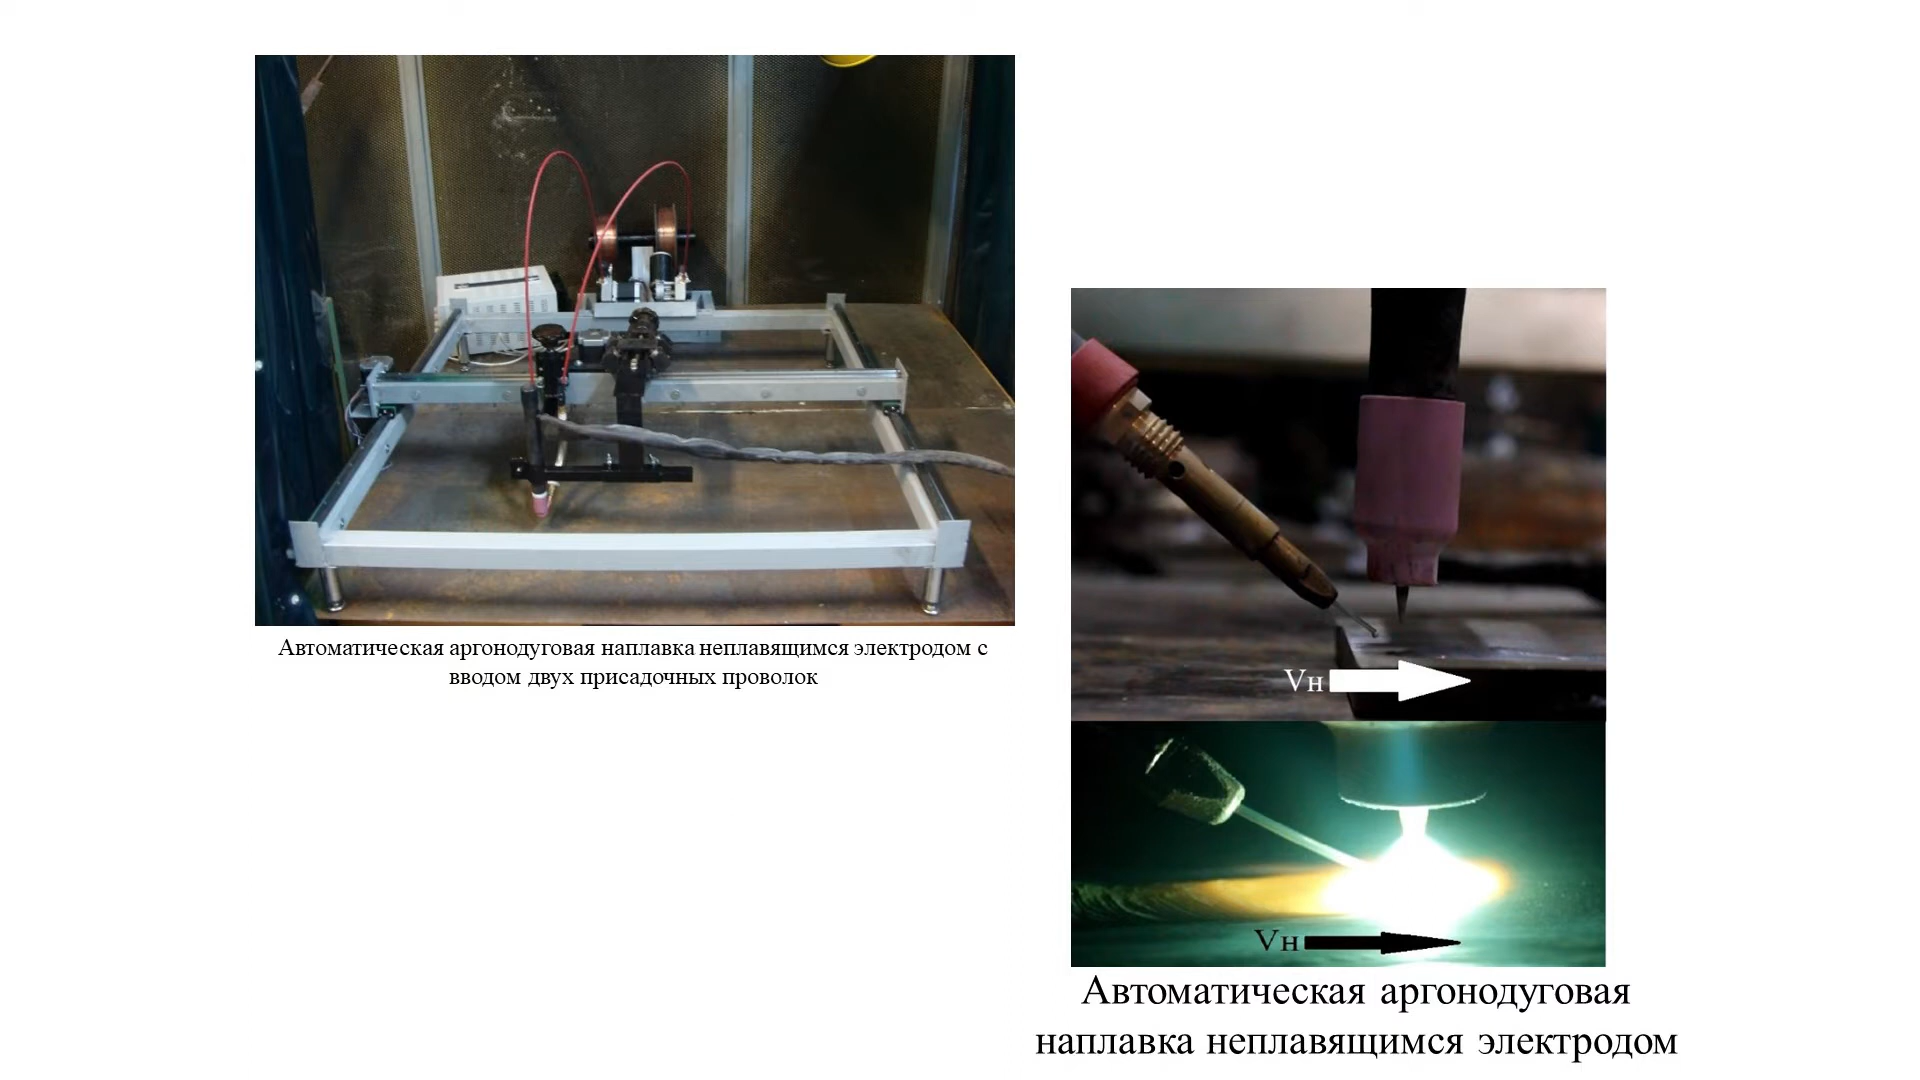 Автоматическая аргонодуговая наплавка неплавящимся электродом с
вводом двух присадочных проволок
Vн
Vн
Автоматическая аргонодуговая
наплавка неплавящимся электродом